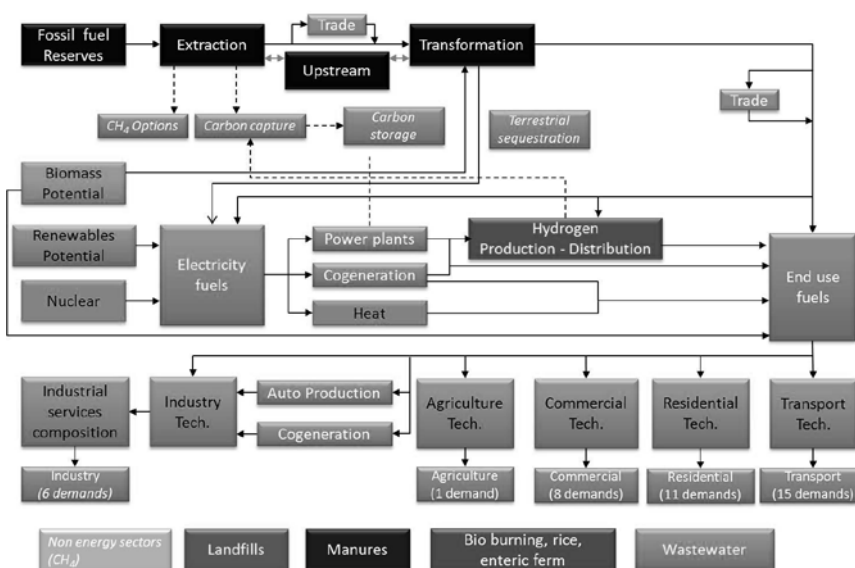 Fossil fuel
Reserves
Extraction
Trade
Transformation
Upstream
Trade
CH₄ Options
Carbon capture
Carbon
storage
Terrestrial
sequestration
Biomass
Potential
Renewables
Potential
Nuclear
Electricity
fuels
Power plants
Cogeneration
Heat
Hydrogen
Production - Distribution
End use
fuels
Industrial
services
composition
Industry
Tech.
Auto Production
Cogeneration
Agriculture
Tech.
Commercial
Tech.
Residential
Tech.
Transport
Tech.
Industry
(6 demands)
Agriculture
(1 demand)
Commercial
(8 demands)
Residential
(11 demands)
Transport
(15 demands)
Non energy sectors
(CH₄)
Landfills
Manures
Bio burning, rice,
enteric ferm
Wastewater